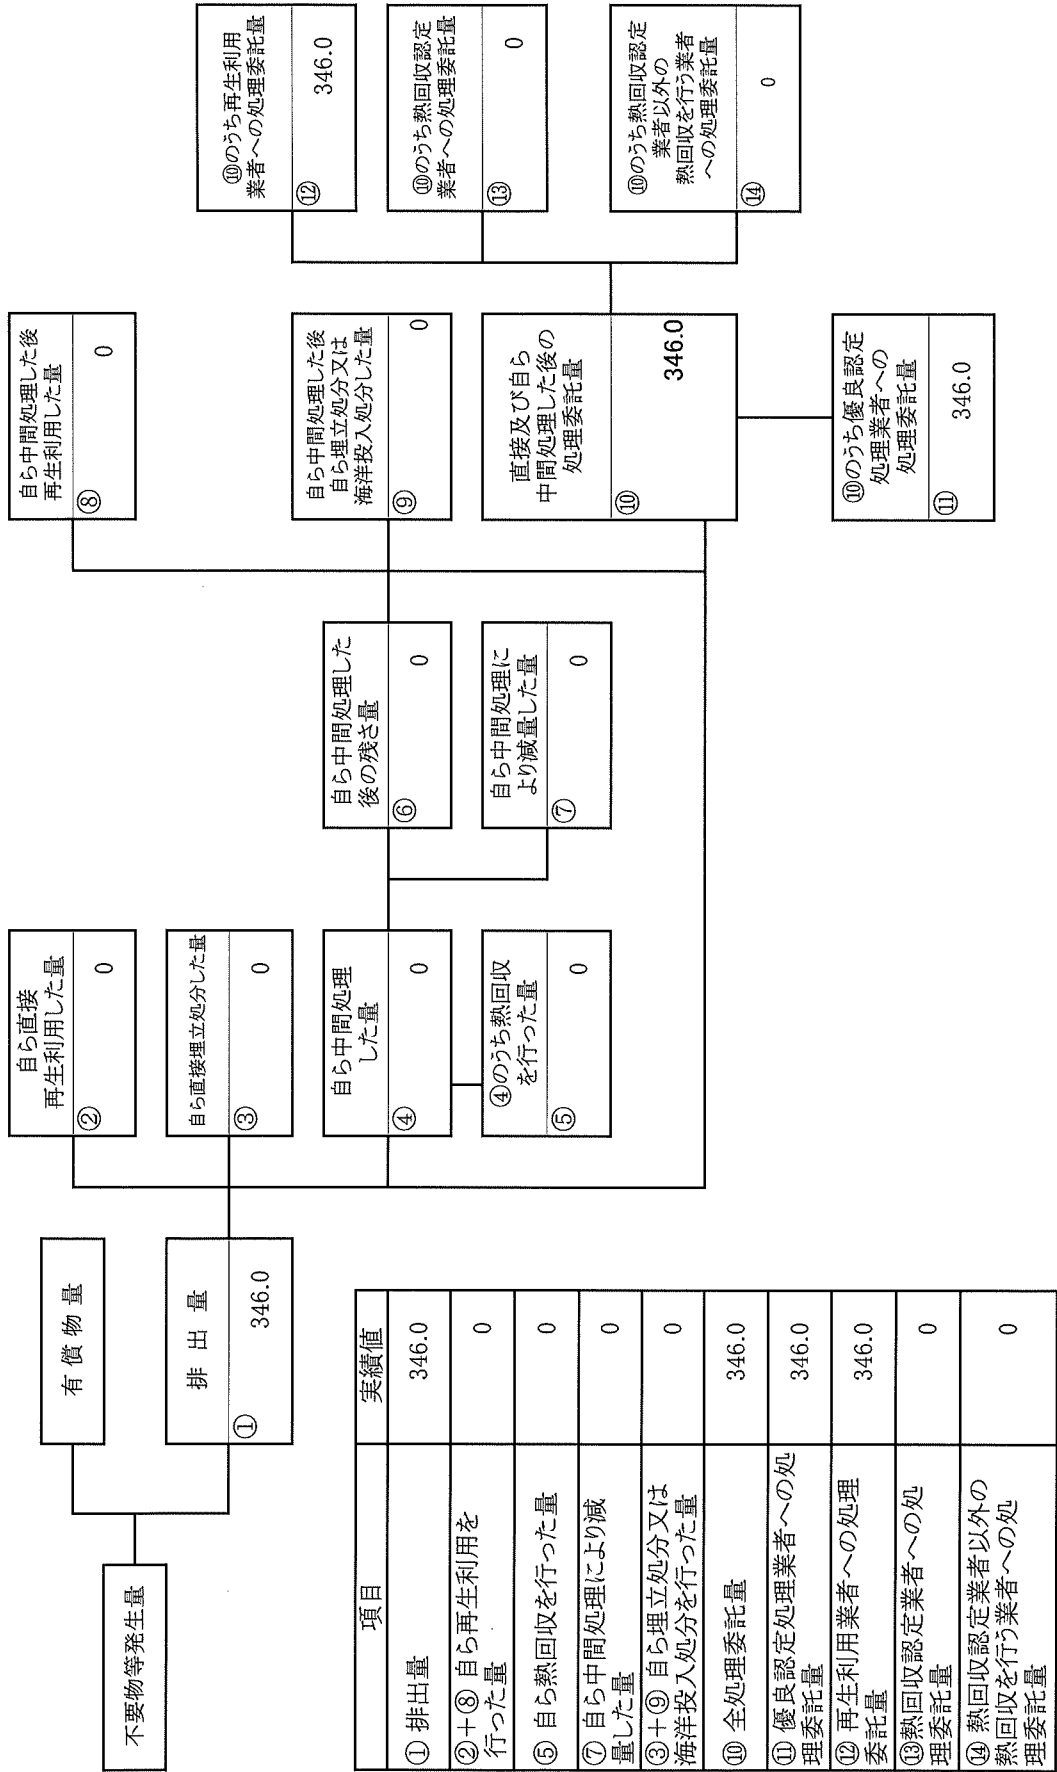 不要物等発生量
有 償 物 量
排 出 量
①
346.0
自ら直接
再生利用した量
②
0
自ら直接埋立処分した量
③
0
自ら中間処理
した量
④
0
④のうち熱回収
を行った量
⑤
0
自ら中間処理した
後の残さ量
⑥
0
自ら中間処理に
より減量した量
⑦
0
自ら中間処理した後
再生利用した量
⑧
0
自ら中間処理した後
自ら埋立処分又は
海洋投入処分した量
⑨
0
直接及び自ら
中間処理した後の
処理委託量
⑩
346.0
⑩のうち優良認定
処理業者への
処理委託量
⑪
346.0
⑩のうち再生利用
業者への処理委託量
⑫
346.0
⑩のうち熱回収認定
業者への処理委託量
⑬
0
⑩のうち熱回収認定
業者以外の
熱回収を行う業者
への処理委託量
⑭
0
項目 実績値
① 排出量 346.0
②+⑧ 自ら再生利用を
行った量 0
⑤ 自ら熱回収を行った量 0
⑦ 自ら中間処理により減
量した量 0
③+⑨ 自ら埋立処分又は
海洋投入処分を行った量 0
⑩ 全処理委託量 346.0
⑪ 優良認定処理業者への処
理委託量 346.0
⑫ 再生利用業者への処理
委託量 346.0
⑬熱回収認定業者への処
理委託量 0
⑭ 熱回収認定業者以外の
熱回収を行う業者への処
理委託量 0